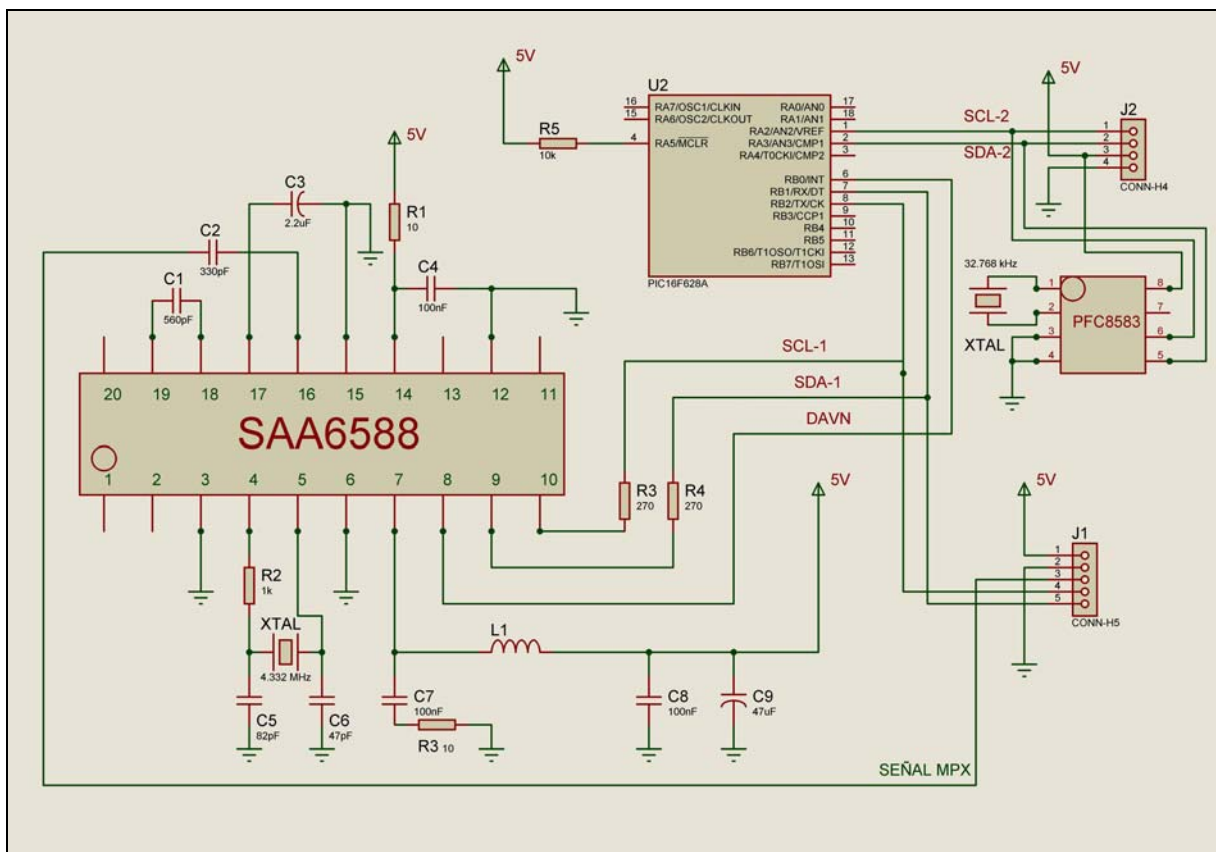 5V
U2
5V
5V
J2
1
2
3
4
CONN-H4
R5
10k
16
15
4
RA7/OSC1/CLKIN
RA6/OSC2/CLKOUT
RA5/MCLR
RA0/AN0
RA1/AN1
RA2/AN2/VREF
RA3/AN3/CMP1
RA4/T0CKI/CMP2
RB0/INT
RB1/RX/DT
RB2/TX/CK
RB3/CCP1
RB4
RB5
RB6/T1OSO/T1CKI
RB7/T1OSI
17
18
1
2
3
6
7
8
9
10
11
12
13
PIC16F628A
SCL-2
SDA-2
C3
2.2uF
R1
10
C2
330pF
C4
100nF
C1
560pF
32.768 kHz
XTAL
1
2
3
4
PFC8583
8
7
6
5
SCL-1
SDA-1
DAVN
20
19
18
17
16
15
14
13
12
11
SAA6588
1
2
3
4
5
6
7
8
9
10
R3
270
R4
270
5V
5V
J1
1
2
3
4
5
CONN-H5
R2
1k
XTAL
4.332 MHz
L1
C5
82pF
C6
47pF
C7
100nF
R3 10
C8
100nF
C9
47uF
SEÑAL MPX